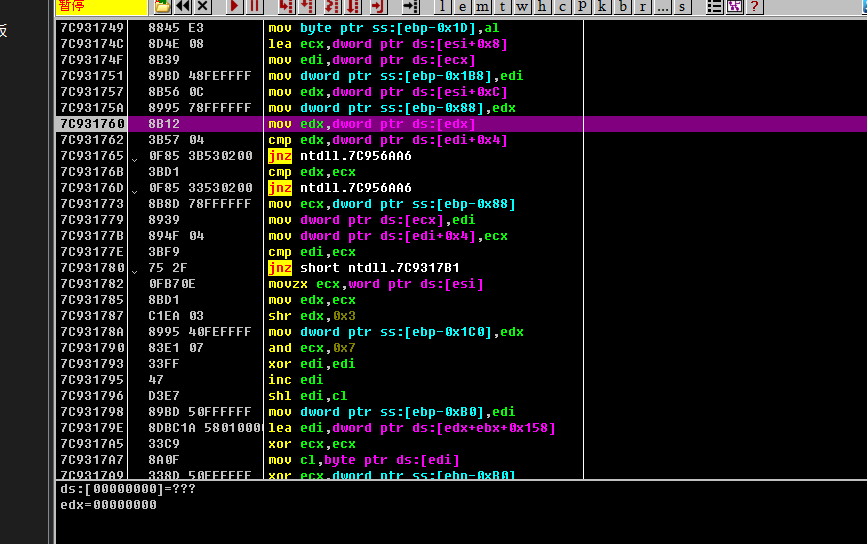 板
暂停
l e m t w h c p k b r ... s ?
7C931749 8845 E3 mov byte ptr ss:[ebp-0x1D],al
7C93174C 8D4E 08 lea ecx,dword ptr ds:[esi+0x8]
7C93174F 8B39 mov edi,dword ptr ds:[ecx]
7C931751 89BD 48FEFFFF mov dword ptr ss:[ebp-0x1B8],edi
7C931757 8B56 0C mov edx,dword ptr ds:[esi+0xC]
7C93175A 8995 78FFFFFF mov dword ptr ss:[ebp-0x88],edx
7C931760 8B12 mov edx,dword ptr ds:[edx]
7C931762 3B57 04 cmp edx,dword ptr ds:[edi+0x4]
7C931765 0F85 3B530200 jnz ntdll.7C956AA6
7C93176B 3BD1 cmp edx,ecx
7C93176D 0F85 33530200 jnz ntdll.7C956AA6
7C931773 8B8D 78FFFFFF mov ecx,dword ptr ss:[ebp-0x88]
7C931779 8939 mov dword ptr ds:[ecx],edi
7C93177B 894F 04 mov dword ptr ds:[edi+0x4],ecx
7C93177E 3BF9 cmp edi,ecx
7C931780 75 2F jnz short ntdll.7C9317B1
7C931782 0FB70E movzx ecx,word ptr ds:[esi]
7C931785 8BD1 mov edx,ecx
7C931787 C1EA 03 shr edx,0x3
7C93178A 8995 40FEFFFF mov dword ptr ss:[ebp-0x1C0],edx
7C931790 83E1 07 and ecx,0x7
7C931793 33FF xor edi,edi
7C931795 47 inc edi
7C931796 D3E7 shl edi,cl
7C931798 89BD 50FFFFFF mov dword ptr ss:[ebp-0xB0],edi
7C93179E 8DBC1A 5801000 lea edi,dword ptr ds:[edx+ebx+0x158]
7C9317A5 33C9 xor ecx,ecx
7C9317A7 8A0F mov cl,byte ptr ds:[edi]
7C9317A9 338D 50FFFFFF xor ecx,dword ptr ss:[ebp-0xB0]
ds:[00000000]=???
edx=00000000